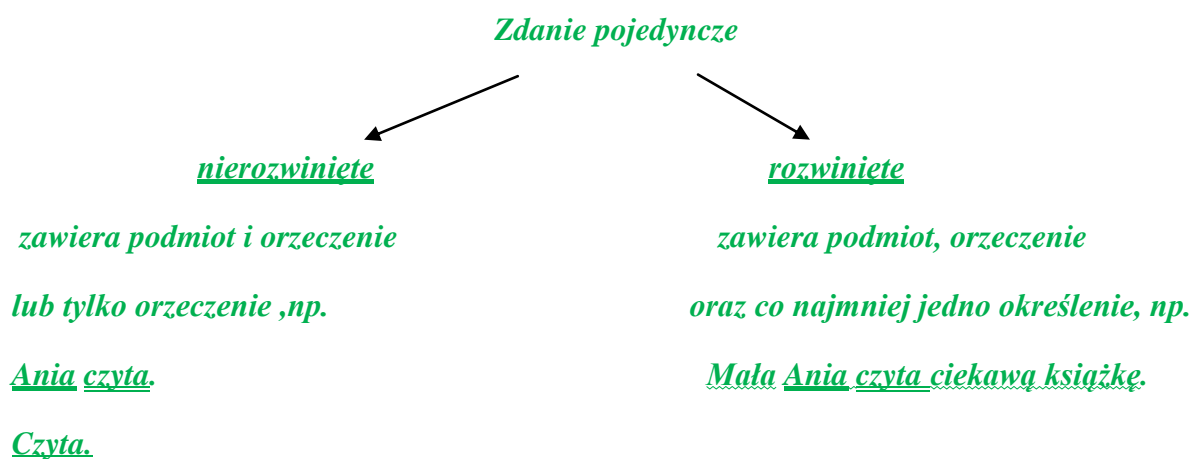 Zdanie pojedyncze
nierozwinięte
zawiera podmiot i orzeczenie
lub tylko orzeczenie ,np.
Ania czyta.
Czyta.
rozwinięte
zawiera podmiot, orzeczenie
oraz co najmniej jedno określenie, np.
Mała Ania czyta ciekawą książkę.